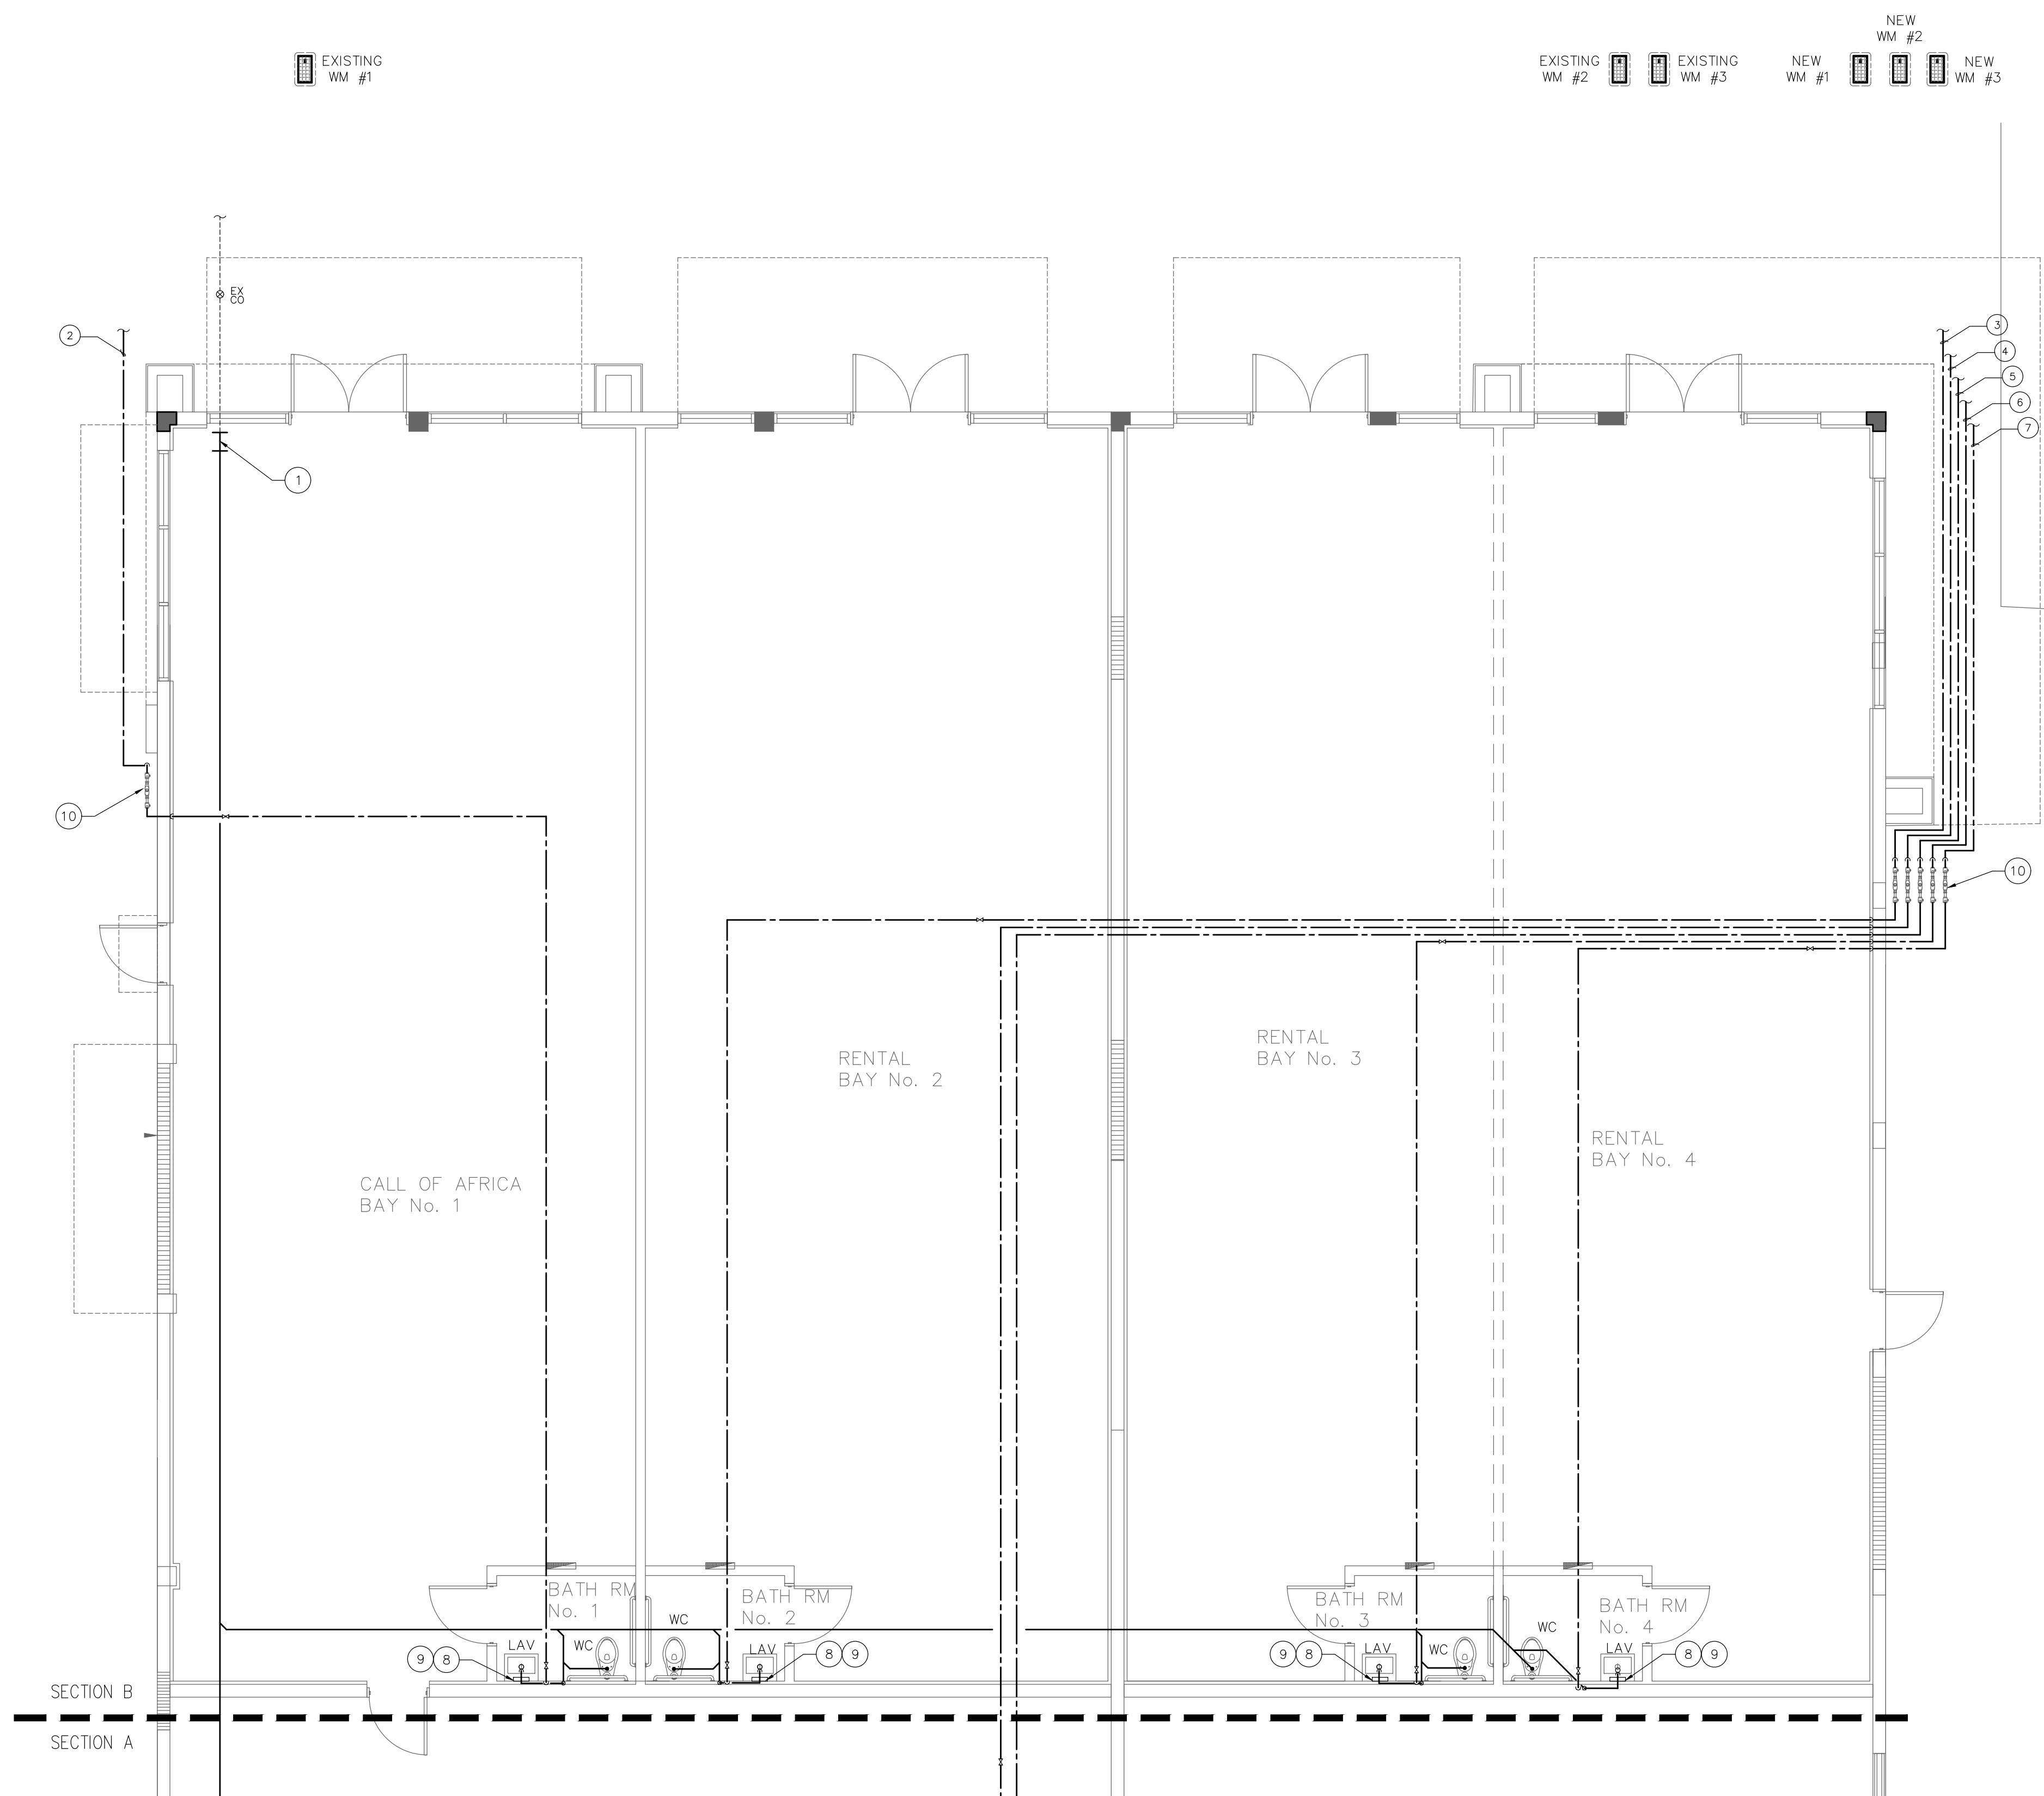 NEW
WM #2
EXISTING
WM #1
EXISTING
WM #2
EXISTING
WM #3
NEW
WM #1
NEW
WM #3
EX
CO
2
3
4
5
6
7
1
10
10
RENTAL
BAY No. 3
RENTAL
BAY No. 2
RENTAL
BAY No. 4
CALL OF AFRICA
BAY No. 1
BATH RM
No. 1
BATH RM
No. 2
BATH RM
No. 3
BATH RM
No. 4
WC
WC
WC
WC
LAV
LAV
LAV
LAV
9 8
8 9
9 8
8 9
SECTION B
SECTION A